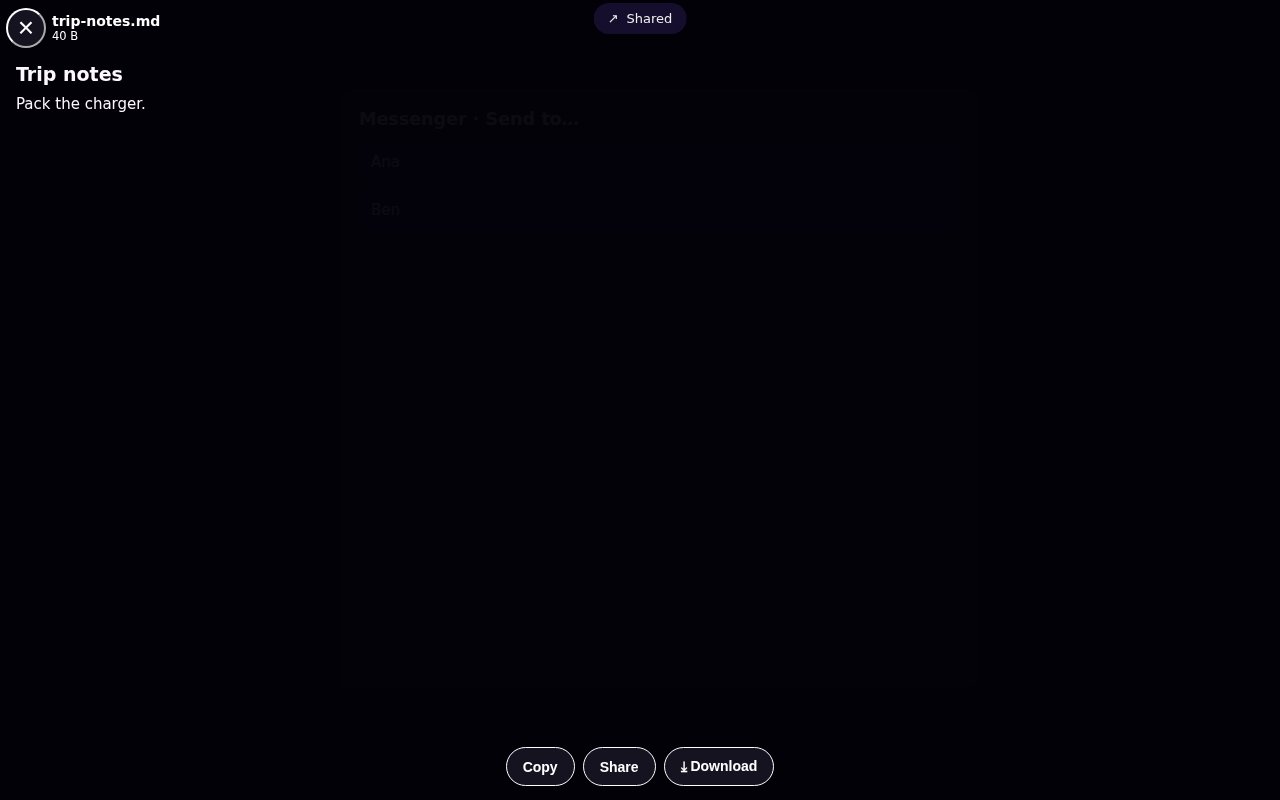 trip-notes.md
40 B
↗ Shared
Trip notes
Pack the charger.
Messenger · Send to…
Ana
Ben
Copy
Share
Download